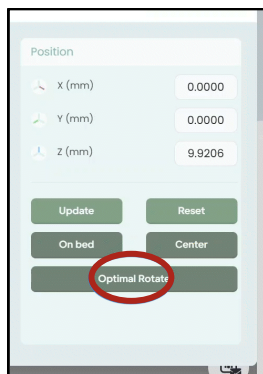 Position
X (mm) 0.0000
Y (mm) 0.0000
Z (mm) 9.9206
Update Reset
On bed Center
Optimal Rotate